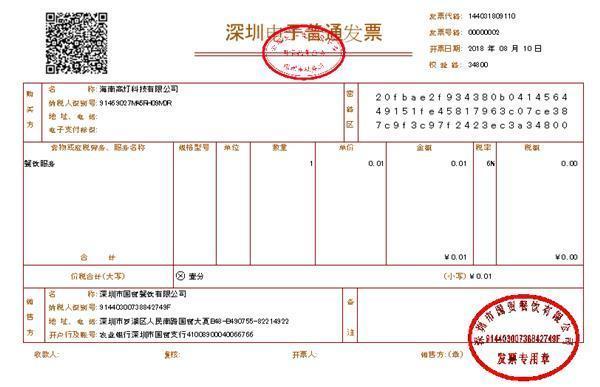 深圳电子普通发票
发票代码: 144031809110
发票号码: 00000002
开票日期: 2018 年 08 月 10 日
校验码: 34800
购买方
名 称: 海南高灯科技有限公司
纳税人识别号: 91469027MA5RH09M0R
地 址、电 话:
电子支付标识:
密码区
20fbae2f934380b0414564
49151fe45817963c07ce38
7c9f3c97f2423ec3a34800
货物或应税劳务、服务名称 规格型号 单位 数量 单价 金额 税率 税额
餐饮服务 1 0.01 0.01 6% 0.00
合 计 ¥0.01 ¥0.00
价税合计(大写) ⊗壹分 (小写)¥0.01
销售方
名 称: 深圳市国贸餐饮有限公司
纳税人识别号: 91440300738842749F
地 址、电 话: 深圳市罗湖区人民南路国贸大厦B48-B490755-82214922
开户行及账号: 农业银行深圳国贸支行41008900040066766
备注
深圳市国贸餐饮有限公司
91440300738842749F
发票专用章
收款人: 复核: 开票人: 销售方:(章)